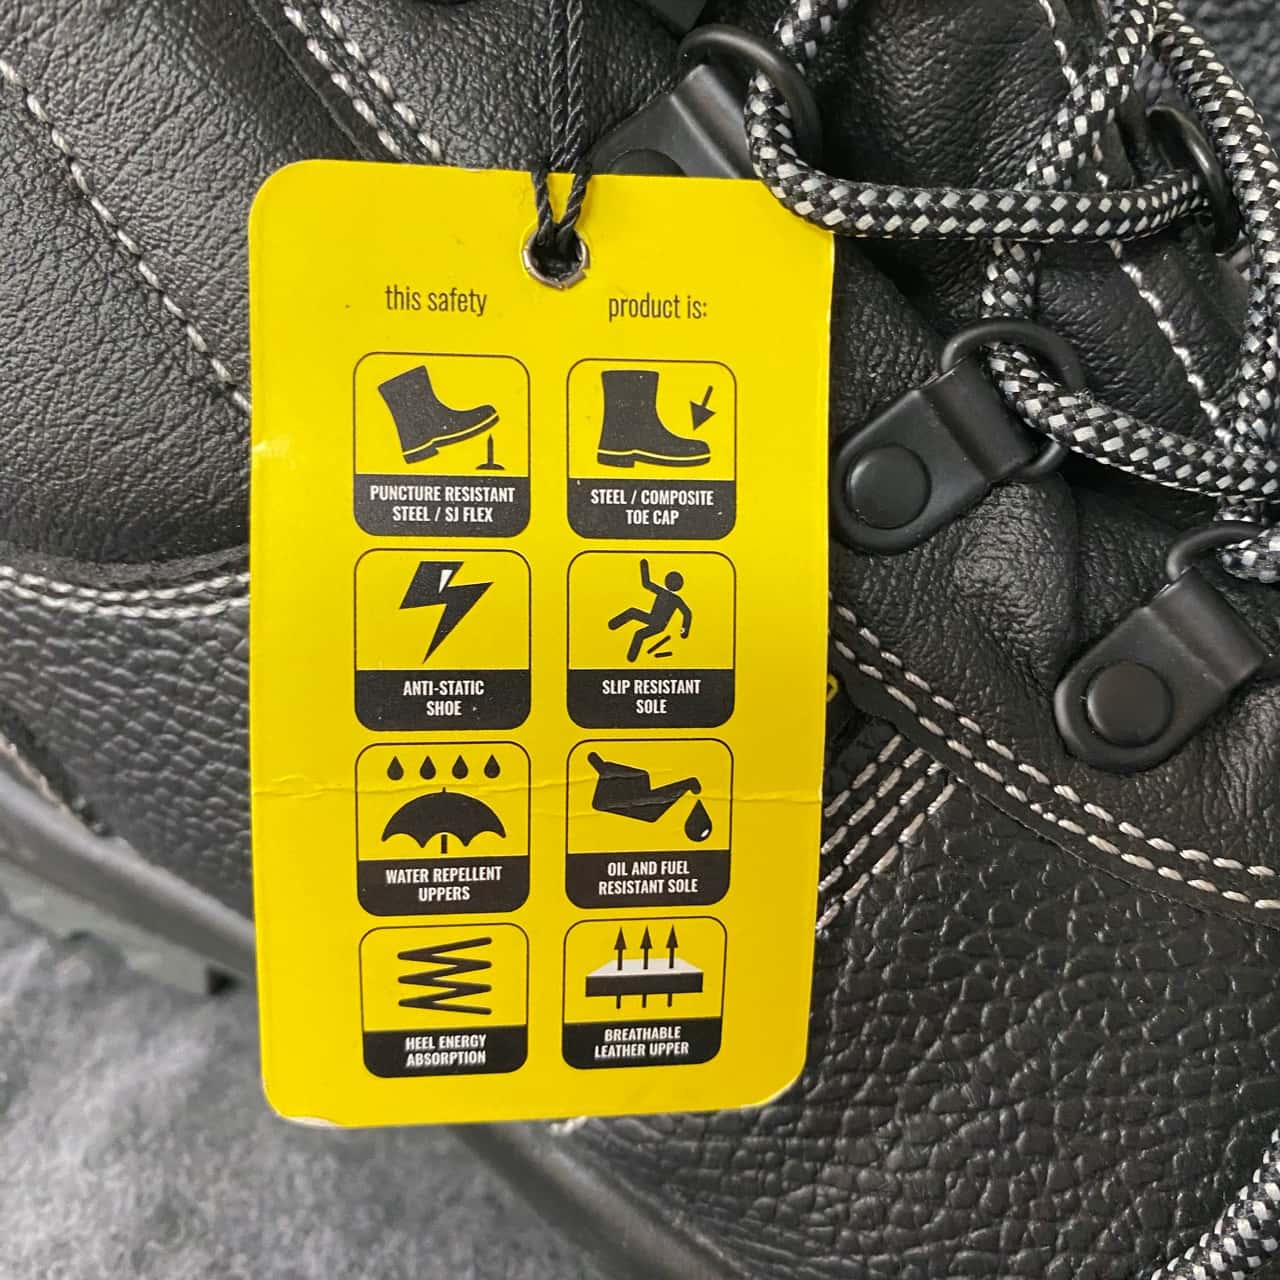 this safety product is:
PUNCTURE RESISTANT
STEEL / SJ FLEX
STEEL / COMPOSITE
TOE CAP
ANTI-STATIC
SHOE
SLIP RESISTANT
SOLE
WATER REPELLENT
UPPERS
OIL AND FUEL
RESISTANT SOLE
HEEL ENERGY
ABSORPTION
BREATHABLE
LEATHER UPPER